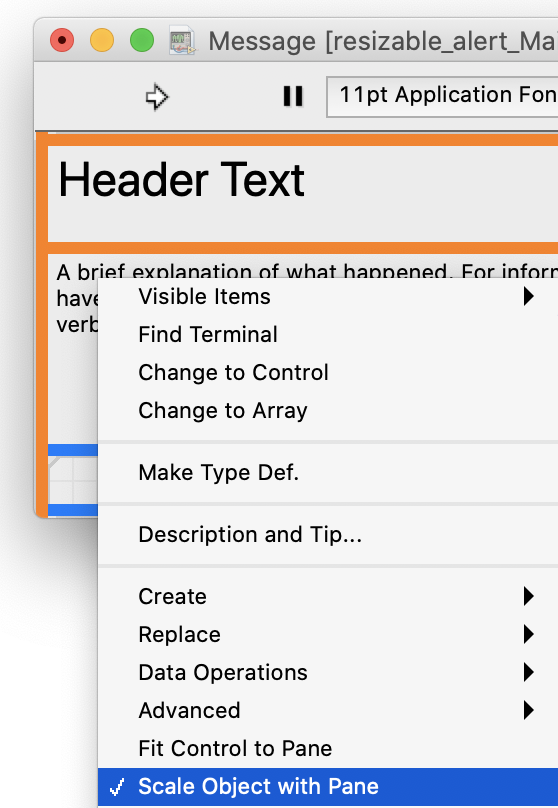 Message [resizable_alert_Ma
11pt Application Fon
Header Text
A brief explanation of what happened. For inform
have
verb
Visible Items
Find Terminal
Change to Control
Change to Array
Make Type Def.
Description and Tip...
Create
Replace
Data Operations
Advanced
Fit Control to Pane
Scale Object with Pane